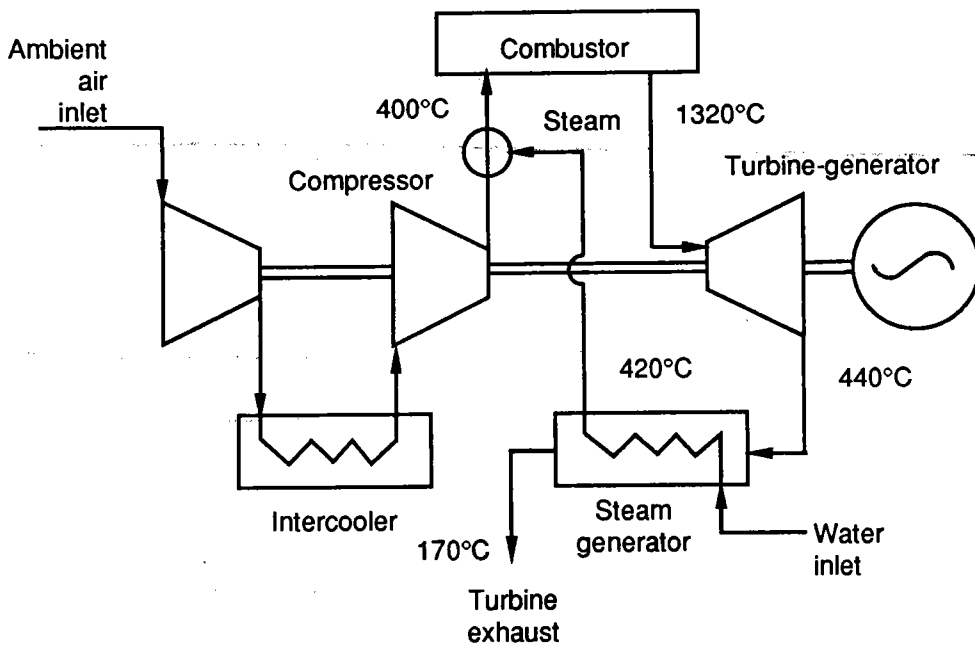 Ambient
air
inlet
Combustor
400°C
Steam
1320°C
Compressor
Turbine-generator
420°C
440°C
Intercooler
Steam
generator
170°C
Water
inlet
Turbine
exhaust